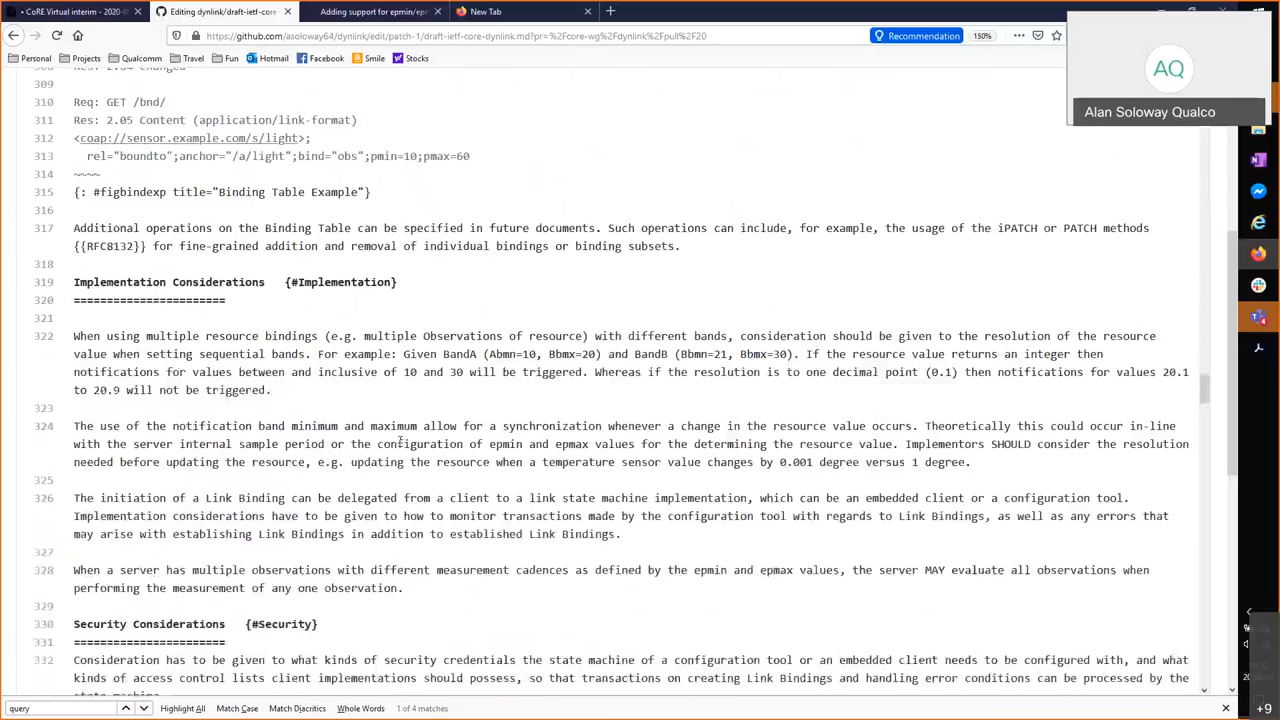 CoRE Virtual interim - 2020-0
Editing dynlink/draft-ietf-core-
Adding support for epmin/epm
New Tab
https://github.com/asoloway64/dynlink/edit/patch-1/draft-ietf-core-dynlink.md?pr=%2Fcore-wg%2Fdynlink%2Fpull%2F20
Recommendation
150%
Personal
Projects
Qualcomm
Travel
Fun
Hotmail
Facebook
Smile
Stocks
AQ
Alan Soloway Qualco
309
310 Req: GET /bnd/
311 Res: 2.05 Content (application/link-format)
312 <coap://sensor.example.com/s/light>;
313 rel="boundto";anchor="/a/light";bind="obs";pmin=10;pmax=60
314 ~~~~
315 {: #figbindexp title="Binding Table Example"}
316
317 Additional operations on the Binding Table can be specified in future documents. Such operations can include, for example, the usage of the iPATCH or PATCH methods
{{RFC8132}} for fine-grained addition and removal of individual bindings or binding subsets.
318
319 Implementation Considerations {#Implementation}
320 =======================
322 When using multiple resource bindings (e.g. multiple Observations of resource) with different bands, consideration should be given to the resolution of the resource
value when setting sequential bands. For example: Given BandA (Abmn=10, Bbmx=20) and BandB (Bbmn=21, Bbmx=30). If the resource value returns an integer then
notifications for values between and inclusive of 10 and 30 will be triggered. Whereas if the resolution is to one decimal point (0.1) then notifications for values 20.1
to 20.9 will not be triggered.
323
324 The use of the notification band minimum and maximum allow for a synchronization whenever a change in the resource value occurs. Theoretically this could occur in-line
with the server internal sample period or the configuration of epmin and epmax values for the determining the resource value. Implementors SHOULD consider the resolution
needed before updating the resource, e.g. updating the resource when a temperature sensor value changes by 0.001 degree versus 1 degree.
325
326 The initiation of a Link Binding can be delegated from a client to a link state machine implementation, which can be an embedded client or a configuration tool.
Implementation considerations have to be given to how to monitor transactions made by the configuration tool with regards to Link Bindings, as well as any errors that
may arise with establishing Link Bindings in addition to established Link Bindings.
327
328 When a server has multiple observations with different measurement cadences as defined by the epmin and epmax values, the server MAY evaluate all observations when
performing the measurement of any one observation.
329
330 Security Considerations {#Security}
331 =======================
332 Consideration has to be given to what kinds of security credentials the state machine of a configuration tool or an embedded client needs to be configured with, and what
kinds of access control lists client implementations should possess, so that transactions on creating Link Bindings and handling error conditions can be processed by the
query
Highlight All
Match Case
Match Diacritics
Whole Words
1 of 4 matches
+9